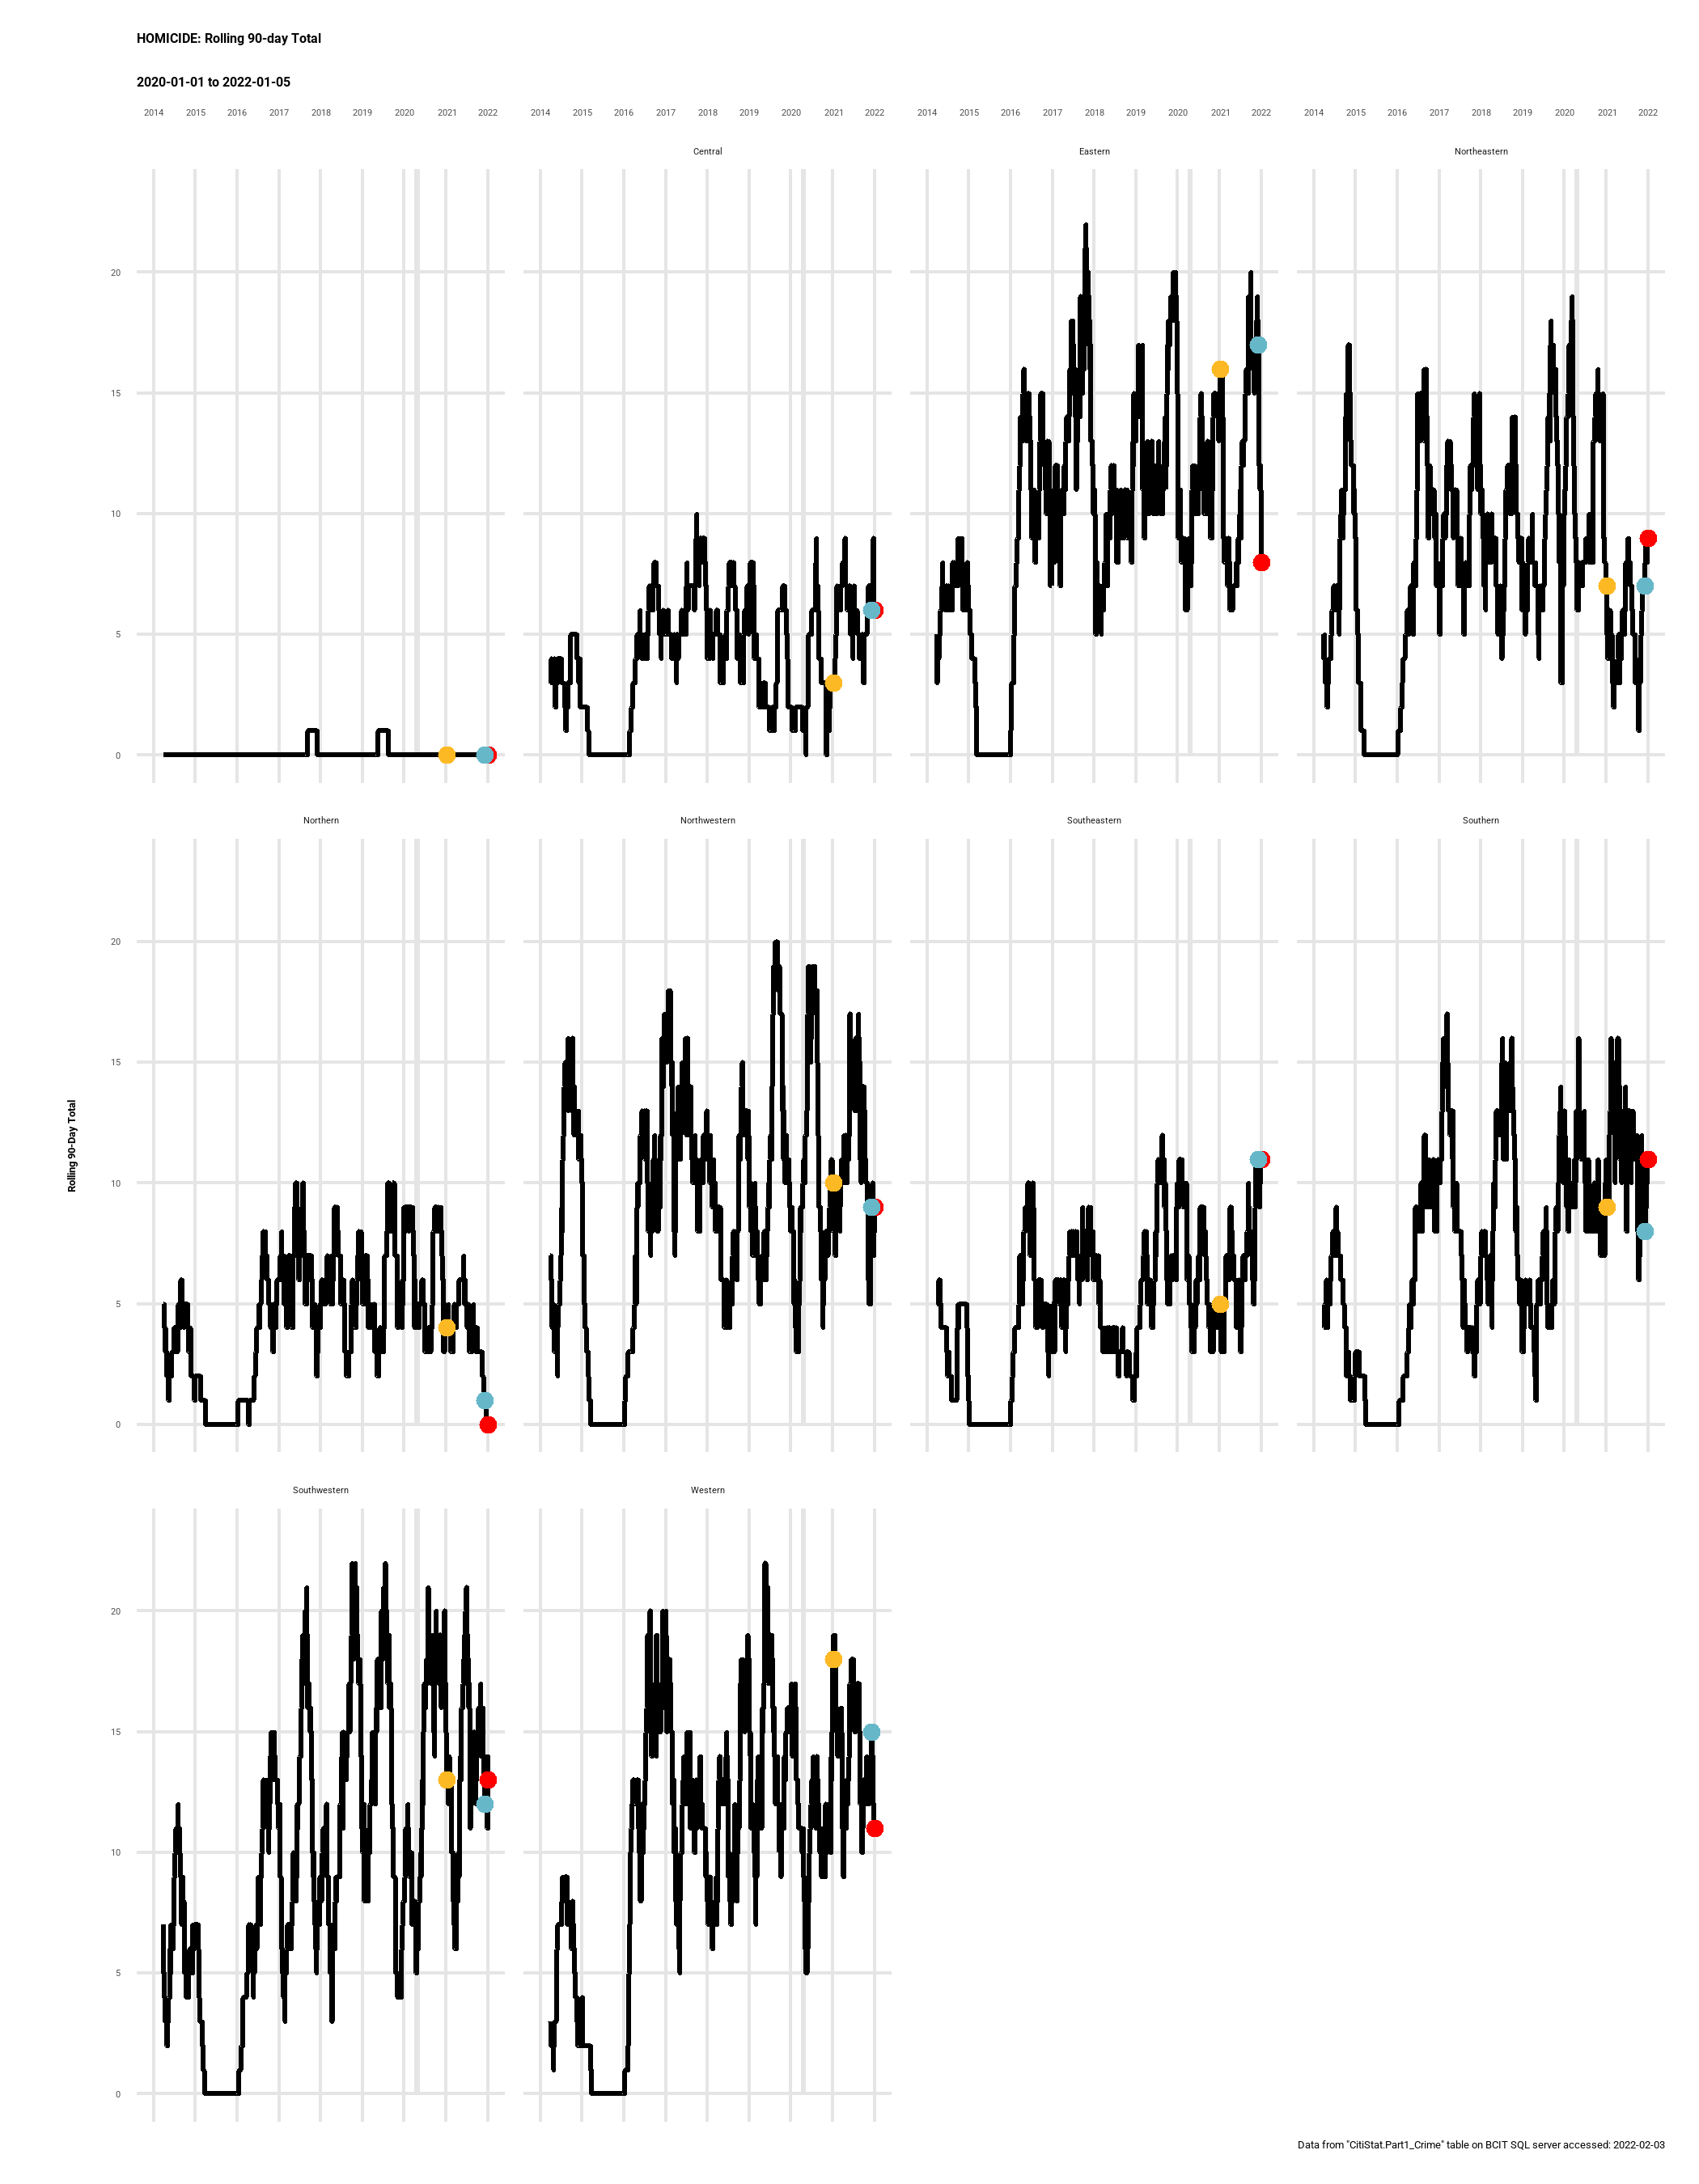 HOMICIDE: Rolling 90-day Total
2020-01-01 to 2022-01-05
2014 2015 2016 2017 2018 2019 2020 2021 2022 2014 2015 2016 2017 2018 2019 2020 2021 2022 2014 2015 2016 2017 2018 2019 2020 2021 2022 2014 2015 2016 2017 2018 2019 2020 2021 2022
Central Eastern Northeastern
20
15
10
5
0
Northern Northwestern Southeastern Southern
20
15
10
5
0
Rolling 90-Day Total
Southwestern Western
20
15
10
5
0
Data from "CitiStat.Part1_Crime" table on BCIT SQL server accessed: 2022-02-03